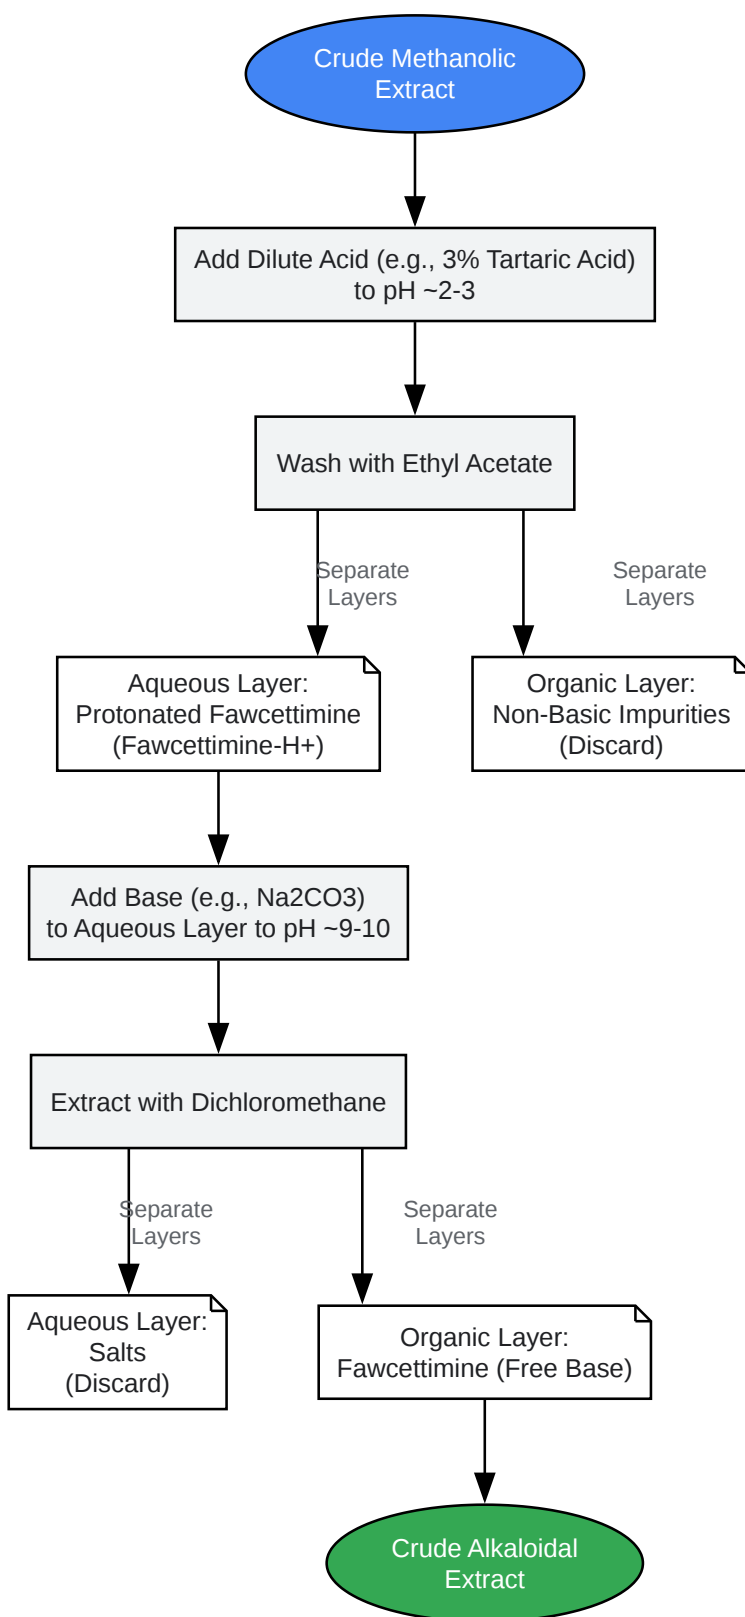 Crude Methanolic
Extract
Add Dilute Acid (e.g., 3% Tartaric Acid)
to pH ~2-3
Wash with Ethyl Acetate
Separate
Layers
Separate
Layers
Aqueous Layer:
Protonated Fawcettimine
(Fawcettimine-H+)
Organic Layer:
Non-Basic Impurities
(Discard)
Add Base (e.g., Na2CO3)
to Aqueous Layer to pH ~9-10
Extract with Dichloromethane
Separate
Layers
Separate
Layers
Aqueous Layer:
Salts
(Discard)
Organic Layer:
Fawcettimine (Free Base)
Crude Alkaloidal
Extract